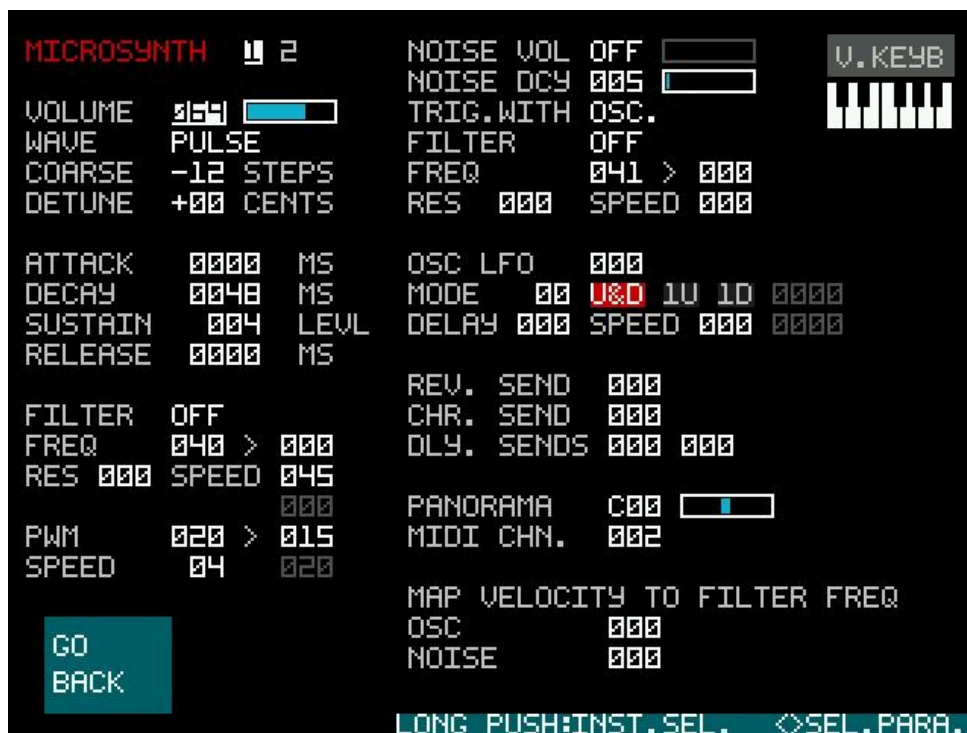 MICROSYNTH 1 2
VOLUME 064
WAVE PULSE
COARSE -12 STEPS
DETUNE +00 CENTS
ATTACK 0000 MS
DECAY 0048 MS
SUSTAIN 004 LEVL
RELEASE 0000 MS
FILTER OFF
FREQ 040 > 000
RES 000 SPEED 045
000
PWM 020 > 015
SPEED 04 020
GO
BACK
NOISE VOL OFF
NOISE DCY 005
TRIG.WITH OSC.
FILTER OFF
FREQ 041 > 000
RES 000 SPEED 000
OSC LFO 000
MODE 00 U&D 1U 1D 0000
DELAY 000 SPEED 000 0000
REV. SEND 000
CHR. SEND 000
DLY. SENDS 000 000
PANORAMA C00
MIDI CHN. 002
MAP VELOCITY TO FILTER FREQ
OSC 000
NOISE 000
V.KEYB
LONG PUSH:INST.SEL. <>SEL.PARA.